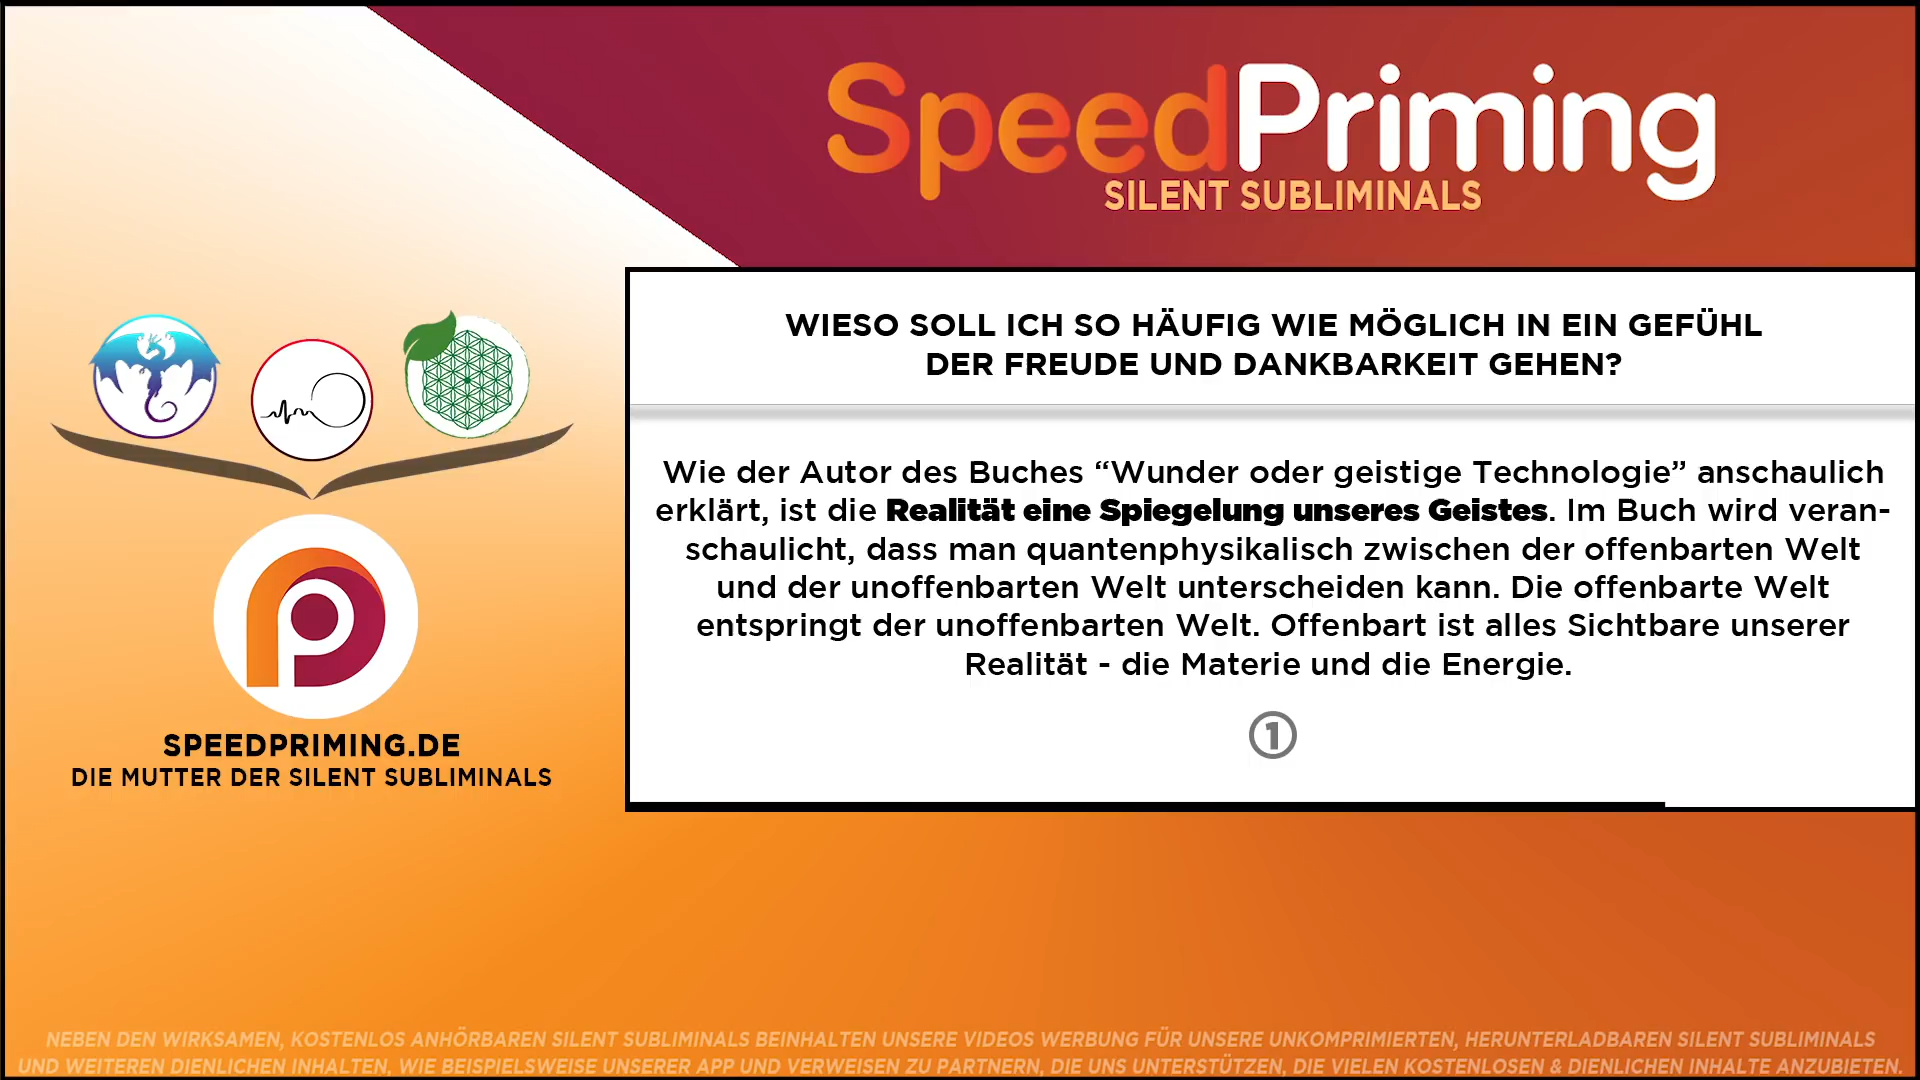 SpeedPriming
SILENT SUBLIMINALS
WIESO SOLL ICH SO HÄUFIG WIE MÖGLICH IN EIN GEFÜHL
DER FREUDE UND DANKBARKEIT GEHEN?
Wie der Autor des Buches “Wunder oder geistige Technologie” anschaulich
erklärt, ist die Realität eine Spiegelung unseres Geistes. Im Buch wird veran-
schaulicht, dass man quantenphysikalisch zwischen der offenbarten Welt
und der unoffenbarten Welt unterscheiden kann. Die offenbarte Welt
entspringt der unoffenbarten Welt. Offenbart ist alles Sichtbare unserer
Realität - die Materie und die Energie.
1
SPEEDPRIMING.DE
DIE MUTTER DER SILENT SUBLIMINALS
NEBEN DEN WIRKSAMEN, KOSTENLOS ANHÖRBAREN SILENT SUBLIMINALS BEINHALTEN UNSERE VIDEOS WERBUNG FÜR UNSERE UNKOMPRIMIERTEN, HERUNTERLADBAREN SILENT SUBLIMINALS
UND WEITEREN DIENLICHEN INHALTEN, WIE BEISPIELSWEISE UNSERER APP UND VERWEISEN ZU PARTNERN, DIE UNS UNTERSTÜTZEN, DIE VIELEN KOSTENLOSEN & DIENLICHEN INHALTE ANZUBIETEN.